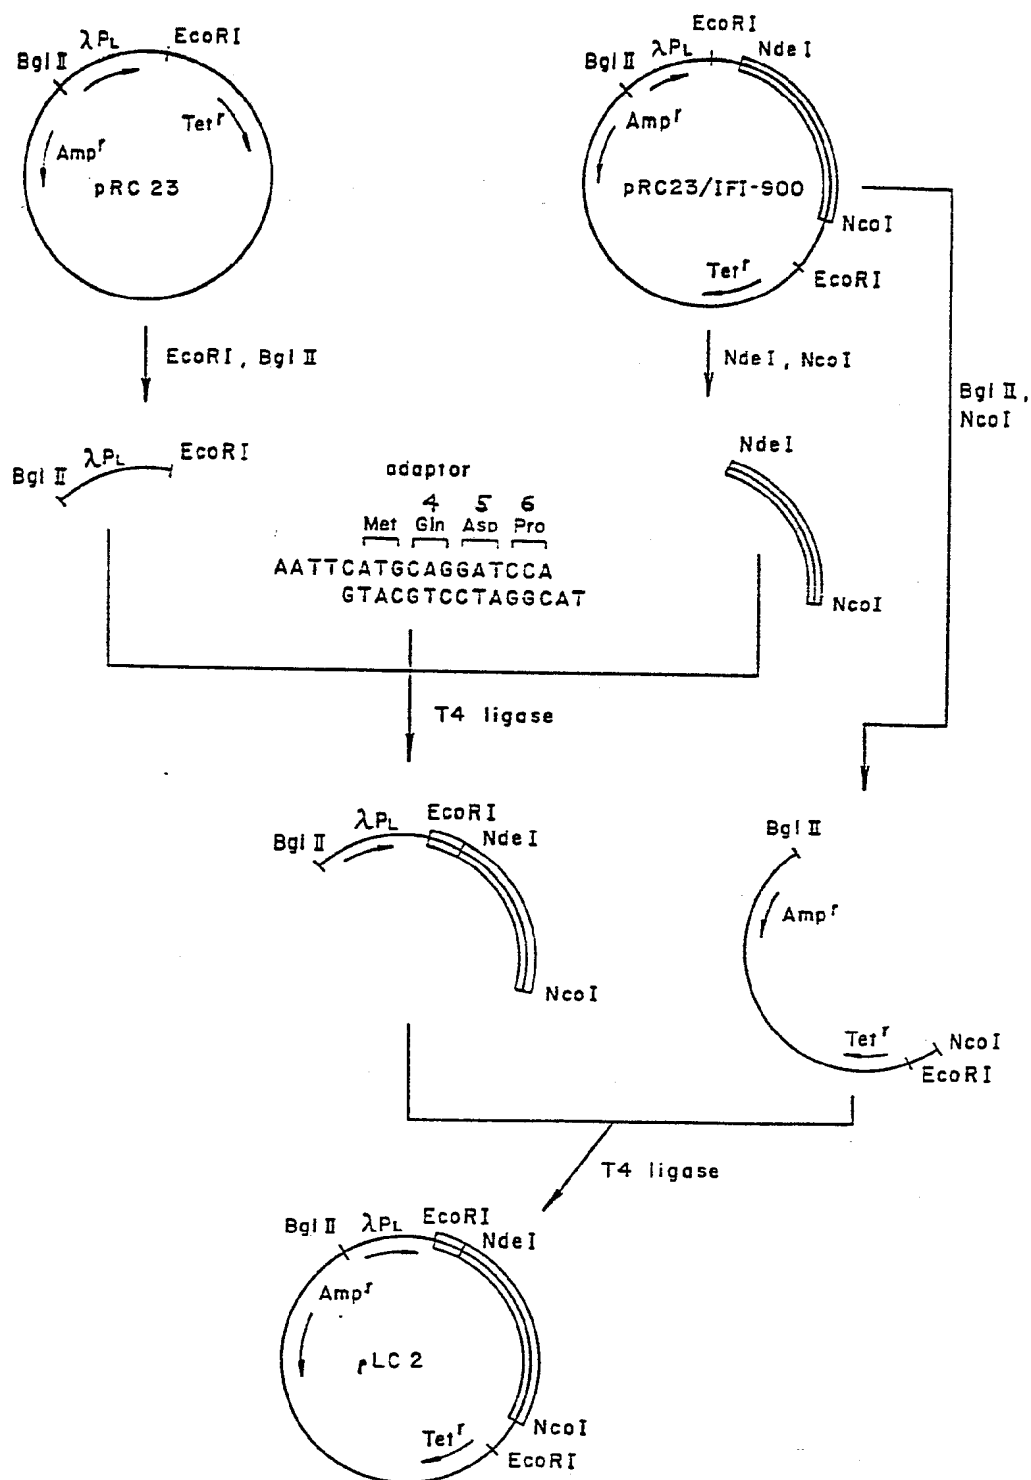 λPL EcoRI
Bgl II
Tetr
Ampr
pRC 23
EcoRI
λPL NdeI
Bgl II
Ampr
pRC23/IFI-900
NcoI
Tetr
EcoRI
EcoRI, Bgl II
NdeI, NcoI
Bgl II,
NcoI
λPL EcoRI
Bgl II
NdeI
NcoI
adaptor
4 5 6
Met Gln Asp Pro
AATTCATGCAGGATCCA
GTACGTCCTAGGCAT
T4 ligase
λPL EcoRI
Bgl II NdeI
NcoI
Bgl II
Ampr
Tetr NcoI
EcoRI
T4 ligase
Bgl II λPL EcoRI
NdeI
Ampr
pLC 2
NcoI
Tetr
EcoRI